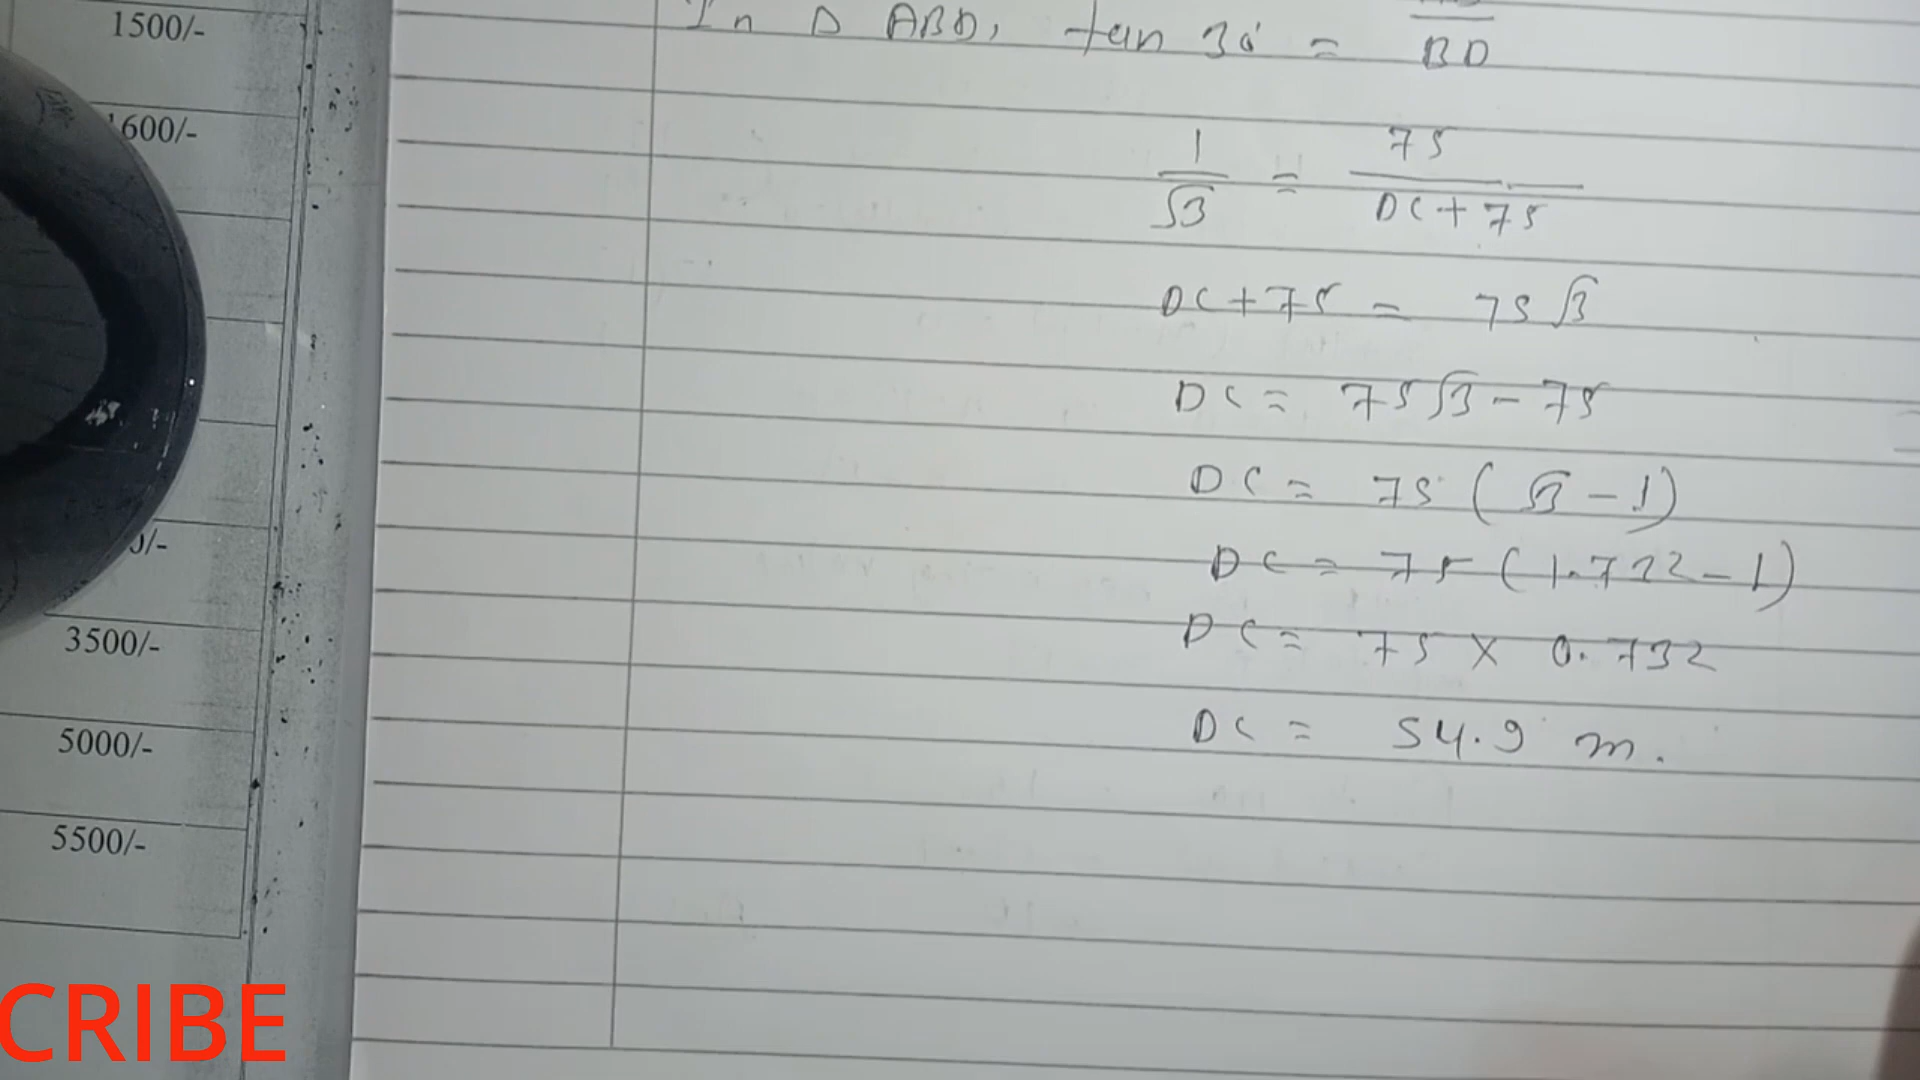 1500/-
1600/-
0/-
3500/-
5000/-
5500/-
In Δ ABD, tan 30° = /BD
1/√3 = 75/DC+75
DC+75 = 75√3
DC = 75√3 - 75
DC = 75 (√3 - 1)
DC = 75 (1.732 - 1)
DC = 75 × 0.732
DC = 54.9 m.
CRIBE